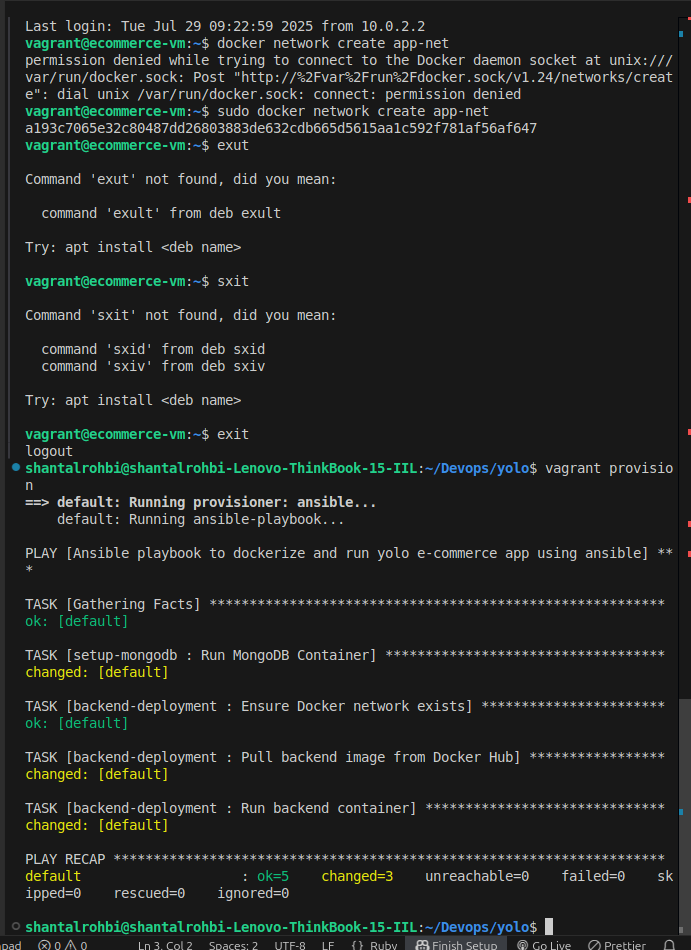 Last login: Tue Jul 29 09:22:59 2025 from 10.0.2.2
vagrant@ecommerce-vm:~$ docker network create app-net
permission denied while trying to connect to the Docker daemon socket at unix:///
var/run/docker.sock: Post "http://%2Fvar%2Frun%2Fdocker.sock/v1.24/networks/creat
e": dial unix /var/run/docker.sock: connect: permission denied
vagrant@ecommerce-vm:~$ sudo docker network create app-net
a193c7065e32c80487dd26803883de632cdb665d5615aa1c592f781af56af647
vagrant@ecommerce-vm:~$ exut
Command 'exut' not found, did you mean:
command 'exult' from deb exult
Try: apt install <deb name>
vagrant@ecommerce-vm:~$ sxit
Command 'sxit' not found, did you mean:
command 'sxid' from deb sxid
command 'sxiv' from deb sxiv
Try: apt install <deb name>
vagrant@ecommerce-vm:~$ exit
logout
shantalrohbi@shantalrohbi-Lenovo-ThinkBook-15-IIL:~/Devops/yolo$ vagrant provisio
n
==> default: Running provisioner: ansible...
default: Running ansible-playbook...
PLAY [Ansible playbook to dockerize and run yolo e-commerce app using ansible] **
*
TASK [Gathering Facts] *********************************************************
ok: [default]
TASK [setup-mongodb : Run MongoDB Container] ***********************************
changed: [default]
TASK [backend-deployment : Ensure Docker network exists] ***********************
ok: [default]
TASK [backend-deployment : Pull backend image from Docker Hub] *****************
changed: [default]
TASK [backend-deployment : Run backend container] ******************************
changed: [default]
PLAY RECAP *********************************************************************
default : ok=5 changed=3 unreachable=0 failed=0 sk
ipped=0 rescued=0 ignored=0
shantalrohbi@shantalrohbi-Lenovo-ThinkBook-15-IIL:~/Devops/yolo$
npad 0 0 Ln 3, Col 2 Spaces: 2 UTF-8 LF { } Ruby Finish Setup Go Live Prettier